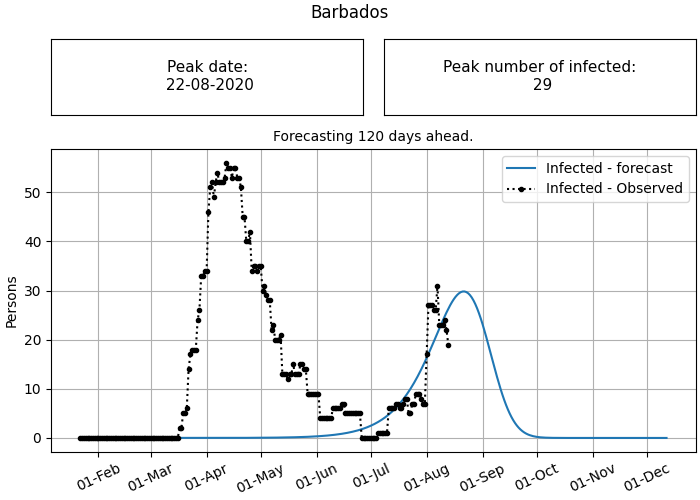 Barbados
Peak date:
22-08-2020
Peak number of infected:
29
Forecasting 120 days ahead.
Infected - forecast
Infected - Observed
Persons
50
40
30
20
10
0
01-Feb
01-Mar
01-Apr
01-May
01-Jun
01-Jul
01-Aug
01-Sep
01-Oct
01-Nov
01-Dec